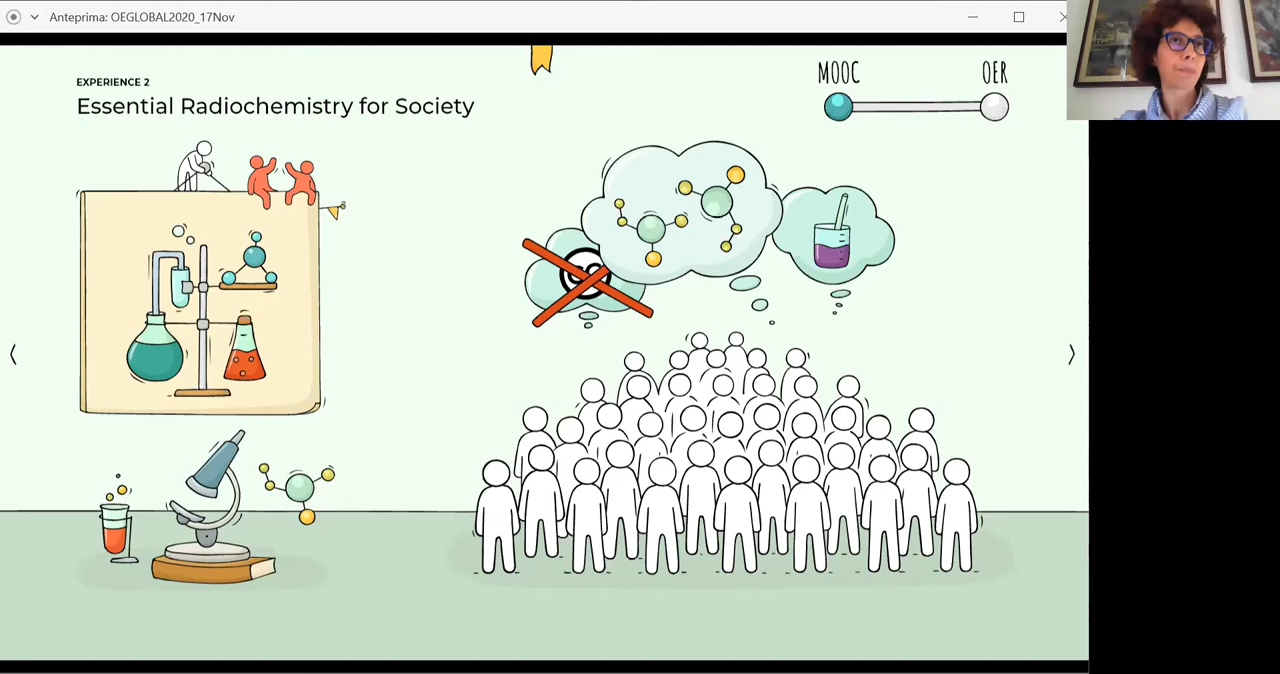 Anteprima: OEGLOBAL2020_17Nov
EXPERIENCE 2
Essential Radiochemistry for Society
MOOC
OER